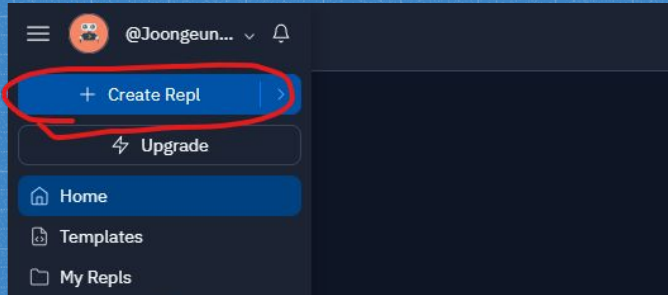 @Joongeun...
+ Create Repl
Upgrade
Home
Templates
My Repls